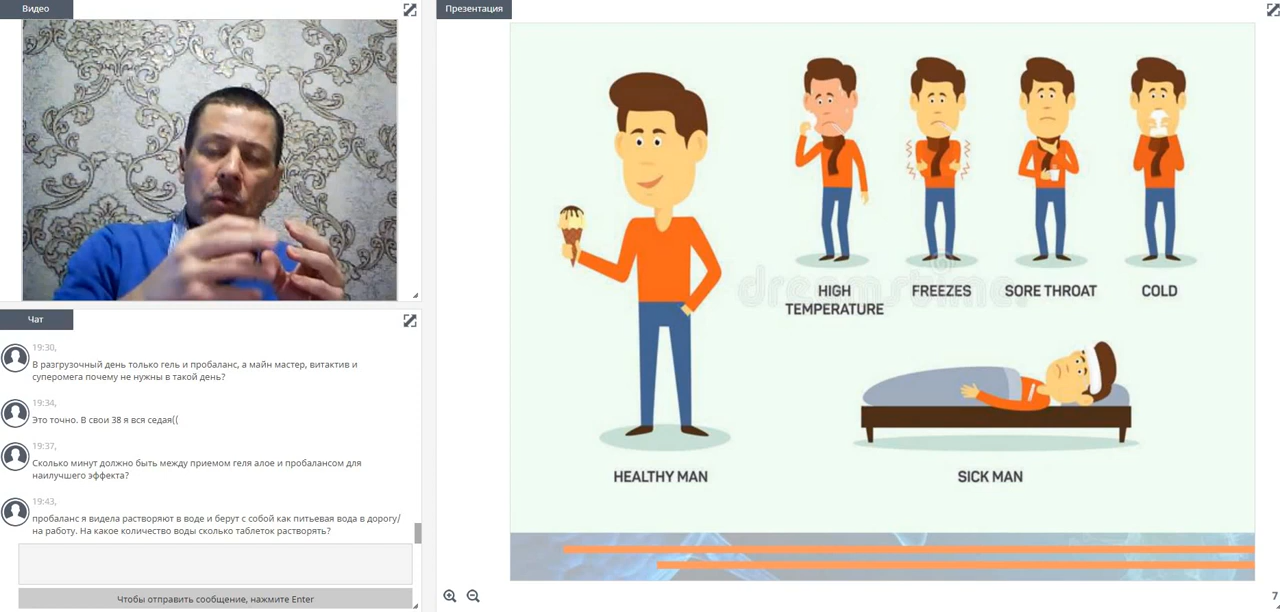 Видео
Презентация
Чат
19:30,
В разгрузочный день только гель и пробаланс, а майн мастер, витактив и
суперомега почему не нужны в такой день?
19:34,
Это точно. В свои 38 я вся седая((
19:37,
Сколько минут должно быть между приемом геля алое и пробалансом для
наилучшего эффекта?
19:43,
пробаланс я видела растворяют в воде и берут с собой как питьевая вода в дорогу/
на работу. На какое количество воды сколько таблеток растворять?
Чтобы отправить сообщение, нажмите Enter
dreamstime
HIGH
TEMPERATURE
FREEZES
SORE THROAT
COLD
HEALTHY MAN
SICK MAN
7